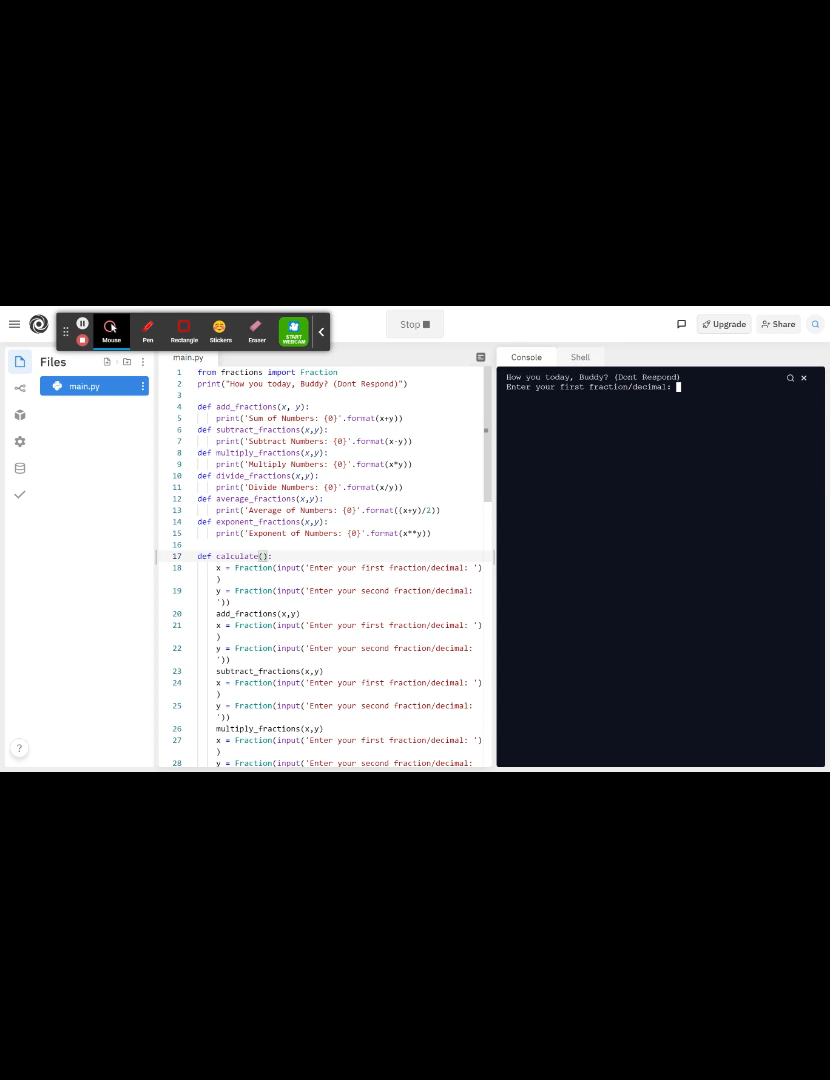 Mouse
Pen
Rectangle
Stickers
Eraser
START
WEBCAM
Stop
Upgrade
Share
Files
main.py
?
main.py
1 from fractions import Fraction
2 print("How you today, Buddy? (Dont Respond)")
3
4 def add_fractions(x, y):
5 print('Sum of Numbers: {0}'.format(x+y))
6 def subtract_fractions(x,y):
7 print('Subtract Numbers: {0}'.format(x-y))
8 def multiply_fractions(x,y):
9 print('Multiply Numbers: {0}'.format(x*y))
10 def divide_fractions(x,y):
11 print('Divide Numbers: {0}'.format(x/y))
12 def average_fractions(x,y):
13 print('Average of Numbers: {0}'.format((x+y)/2))
14 def exponent_fractions(x,y):
15 print('Exponent of Numbers: {0}'.format(x**y))
16
17 def calculate():
18 x = Fraction(input('Enter your first fraction/decimal: ')
)
19 y = Fraction(input('Enter your second fraction/decimal:
'))
20 add_fractions(x,y)
21 x = Fraction(input('Enter your first fraction/decimal: ')
)
22 y = Fraction(input('Enter your second fraction/decimal:
'))
23 subtract_fractions(x,y)
24 x = Fraction(input('Enter your first fraction/decimal: ')
)
25 y = Fraction(input('Enter your second fraction/decimal:
'))
26 multiply_fractions(x,y)
27 x = Fraction(input('Enter your first fraction/decimal: ')
)
28 y = Fraction(input('Enter your second fraction/decimal:
Console
Shell
How you today, Buddy? (Dont Respond)
Enter your first fraction/decimal: